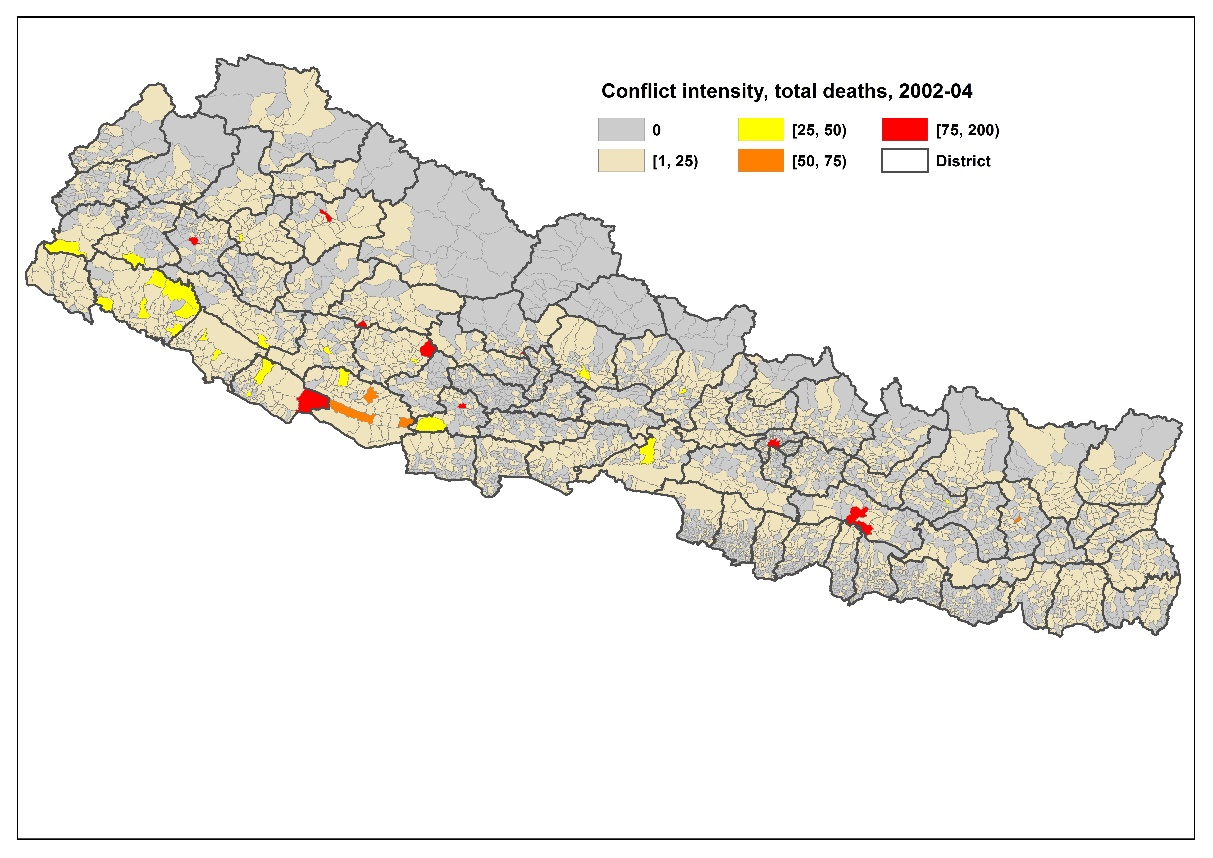 Conflict intensity, total deaths, 2002-04
0 [25, 50) [75, 200)
[1, 25) [50, 75) District